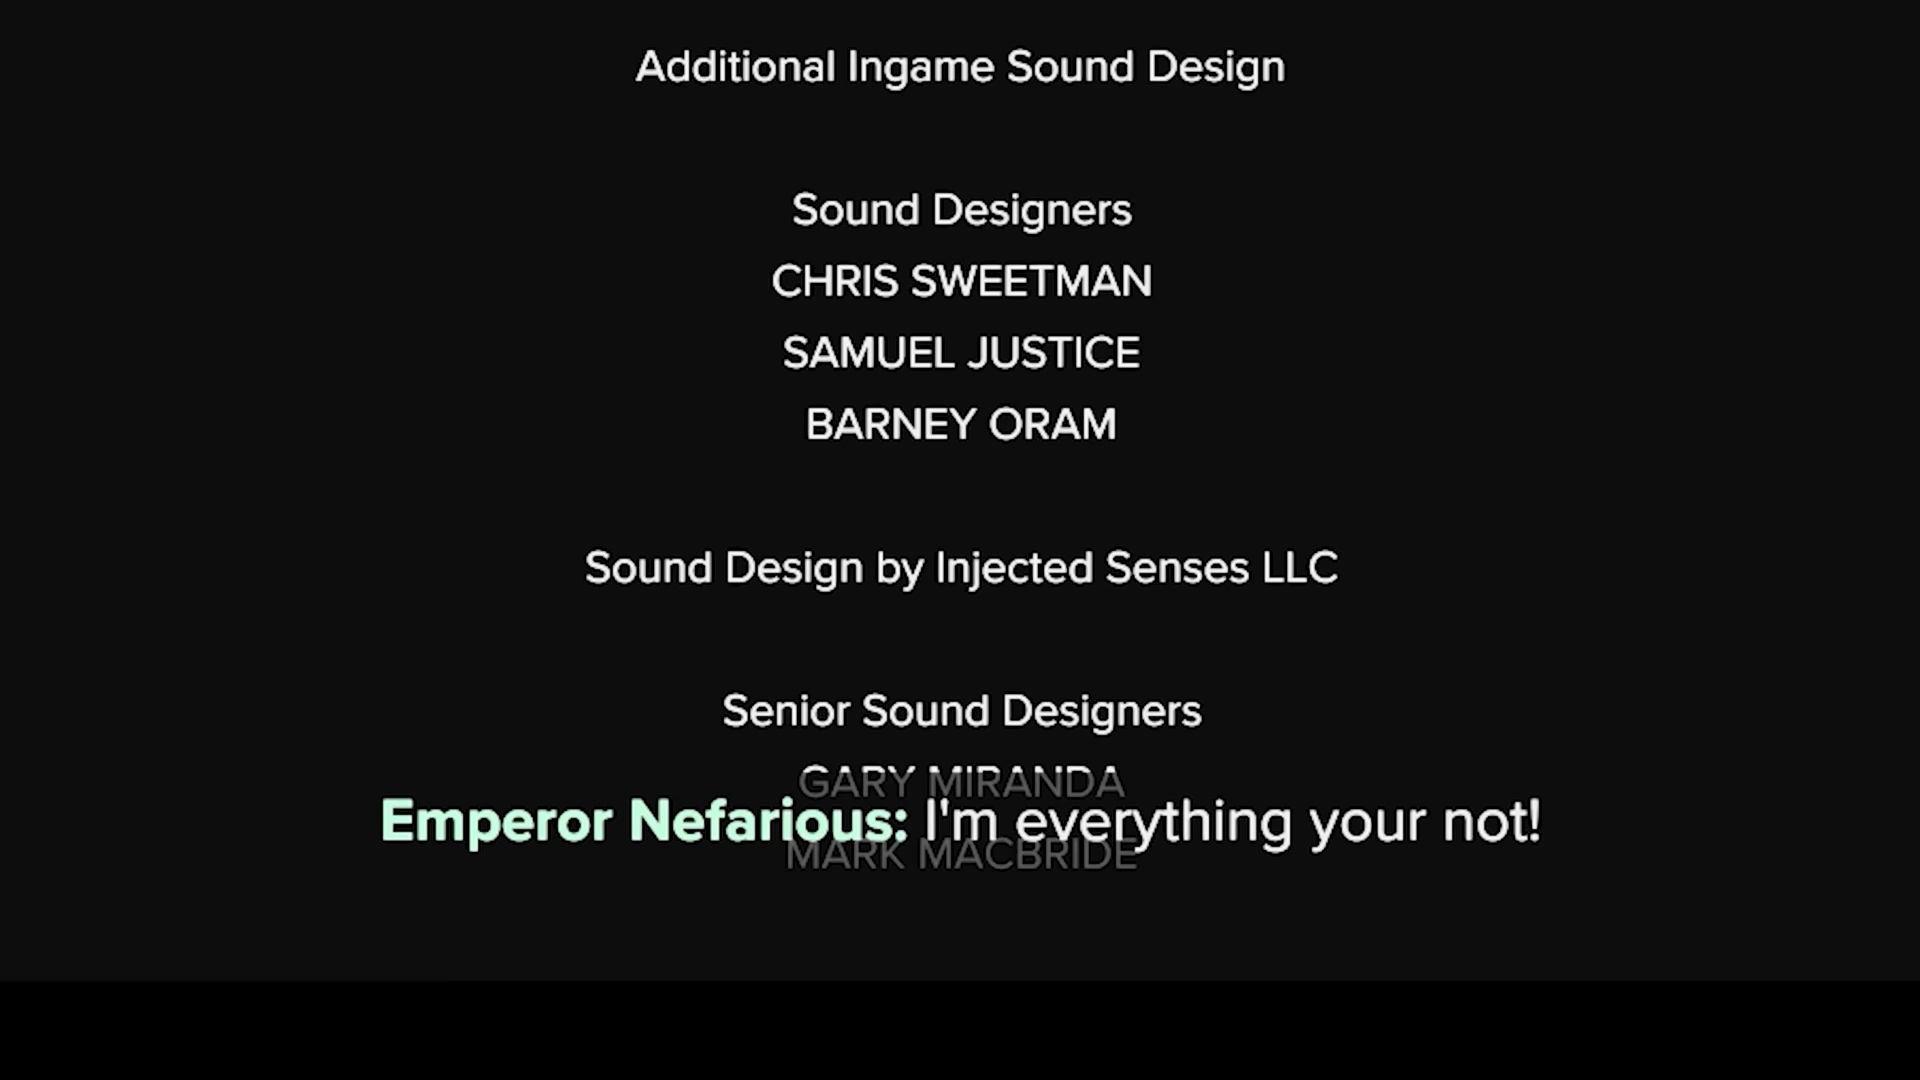 Additional Ingame Sound Design
Sound Designers
CHRIS SWEETMAN
SAMUEL JUSTICE
BARNEY ORAM
Sound Design by Injected Senses LLC
Senior Sound Designers
GARY MIRANDA
Emperor Nefarious: I'm everything your not!
MARK MACBRIDE